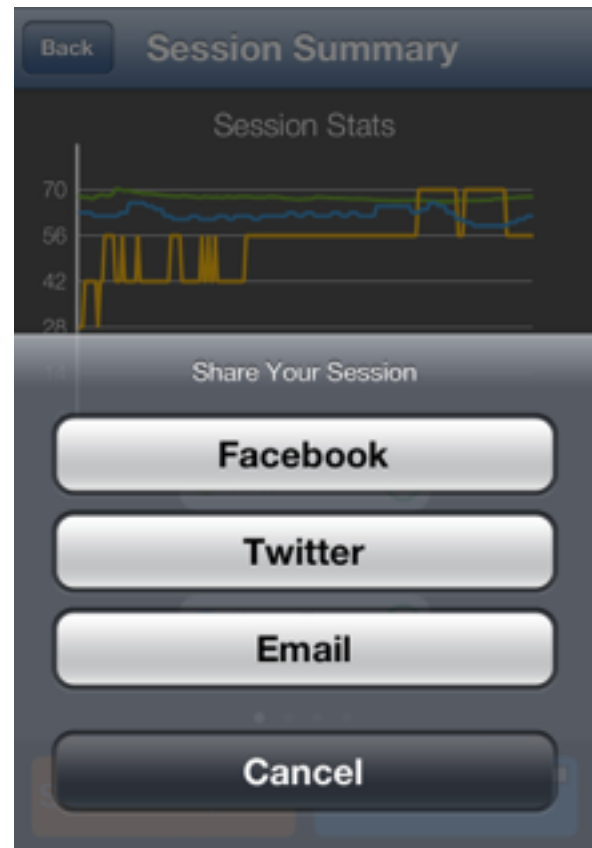 Back
Session Summary
Session Stats
70
56
42
28
14
Share Your Session
Facebook
Twitter
Email
Cancel